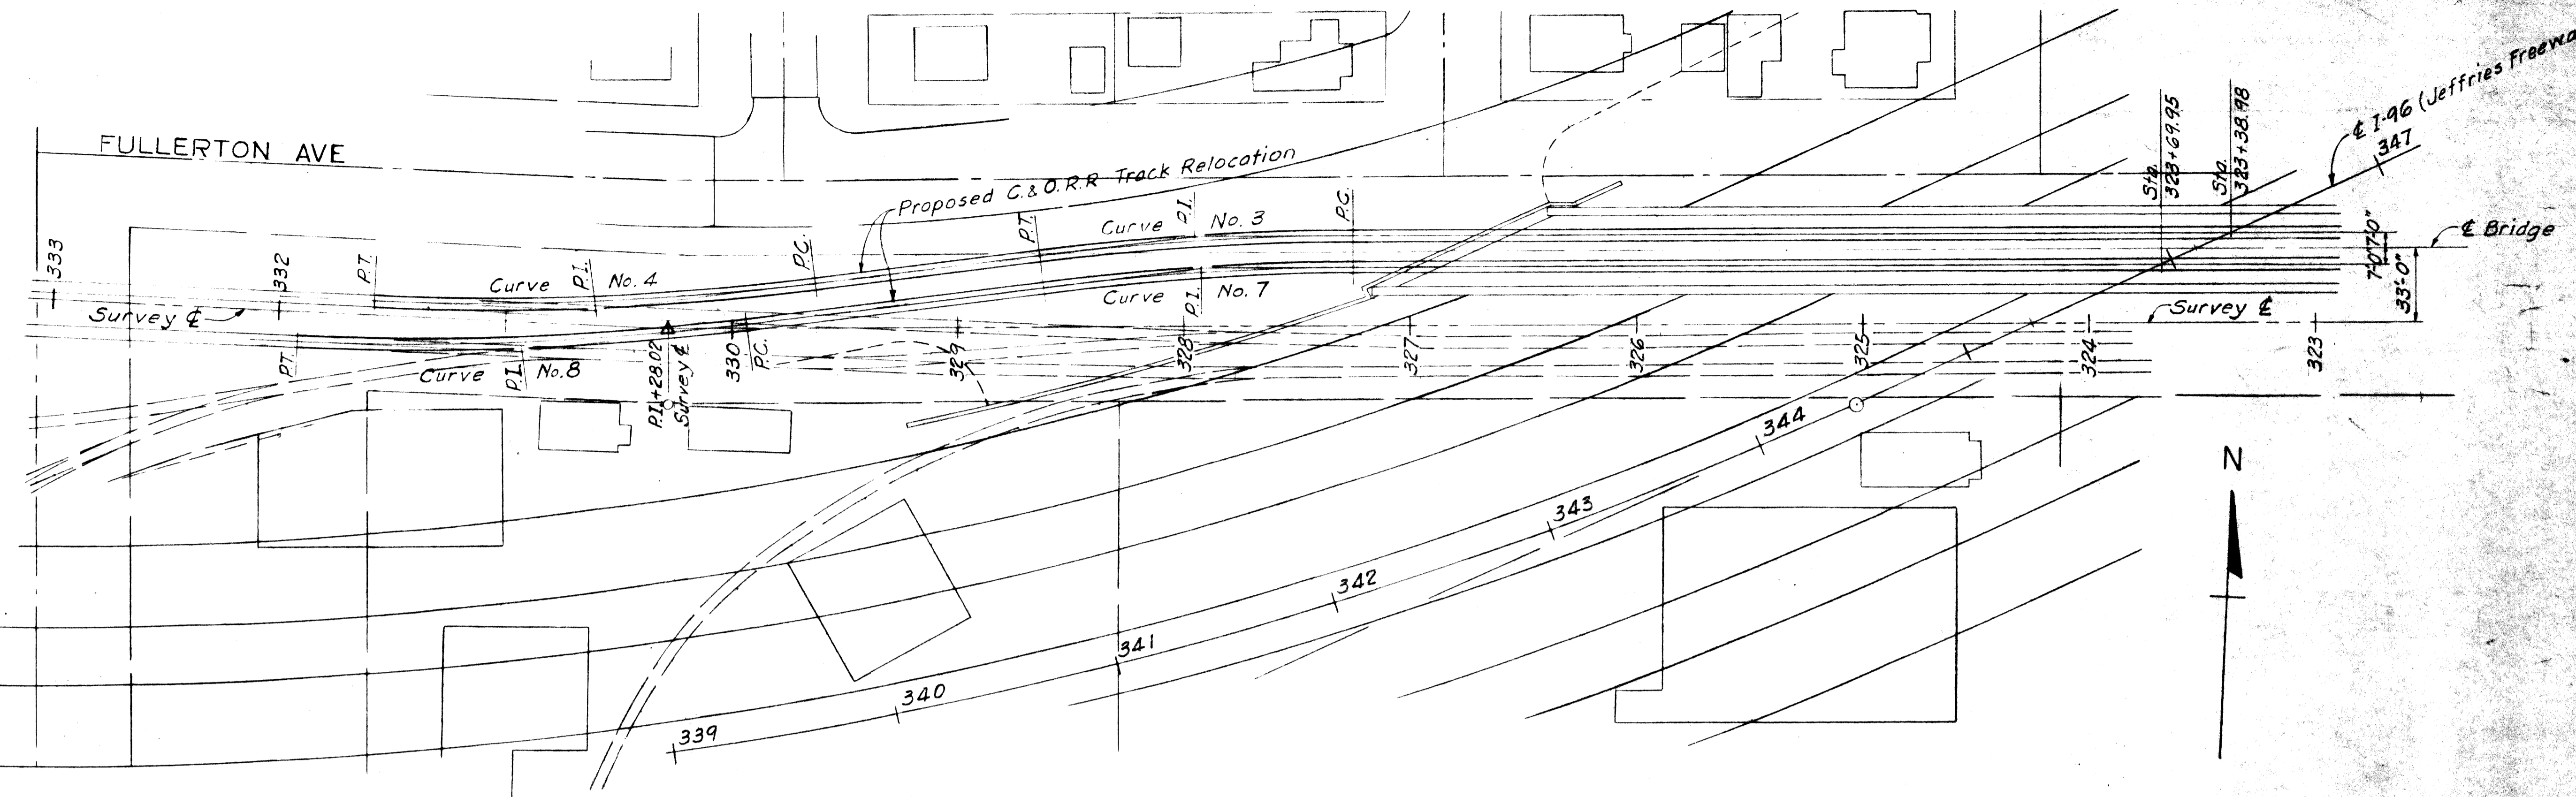 FULLERTON AVE
Proposed C. & O. R.R Track Relocation
℄ I-96 (Jeffries Freewa
347
Sta.
323+69.95
Sta.
323+38.98
℄ Bridge
7'-0"
7'-0"
33'-0"
P.T.
P.I.
P.C.
Curve No. 3
333
332
P.T.
P.I.
P.C.
Curve No. 4
Curve No. 7
P.I.
Survey ℄
Survey ℄
P.T.
P.I.
Curve No. 8
P.I.+28.02
Survey ℄
330
P.C.
329
328
327
326
325
324
323
344
343
342
341
340
339
N